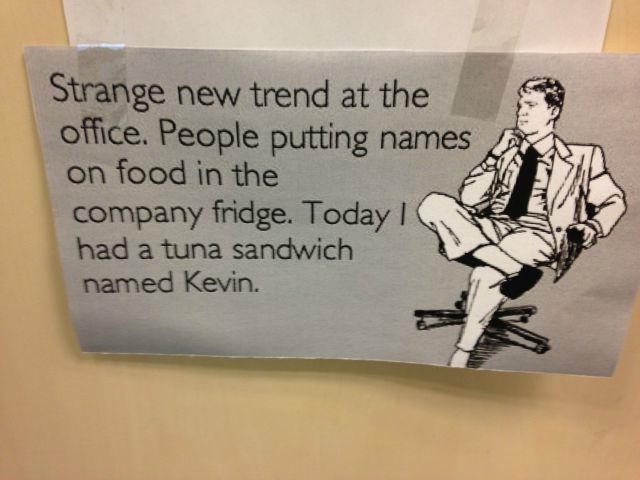 Strange new trend at the
office. People putting names
on food in the
company fridge. Today I
had a tuna sandwich
named Kevin.